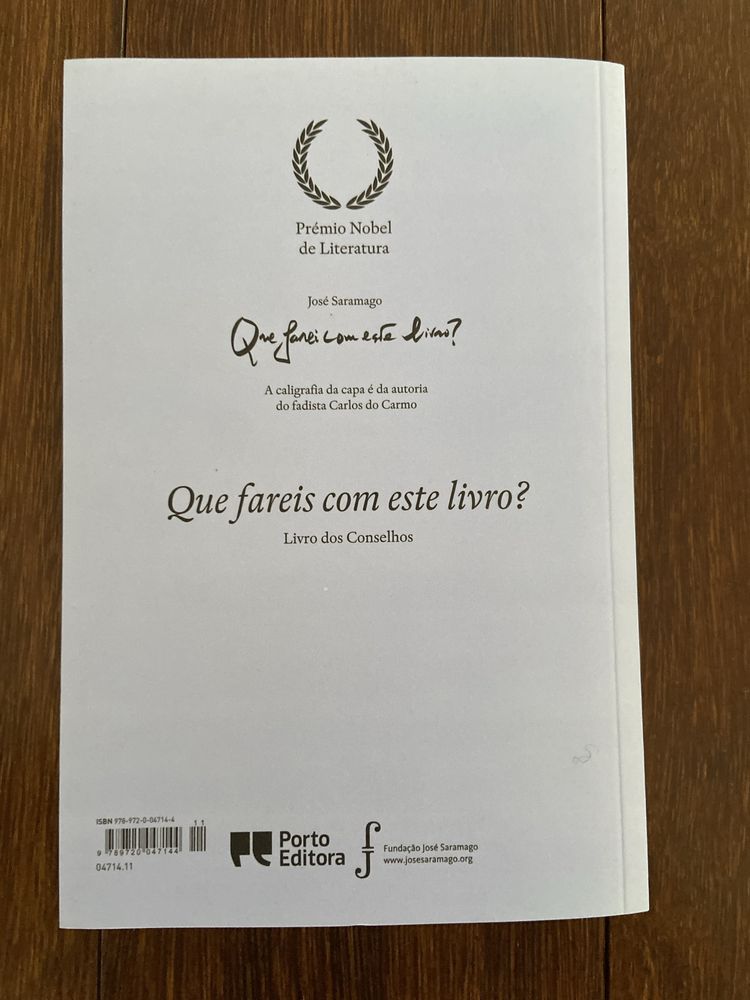 Prémio Nobel
de Literatura
José Saramago
Que farei com este livro?
A caligrafia da capa é da autoria
do fadista Carlos do Carmo
Que fareis com este livro?
Livro dos Conselhos
ISBN 978-972-0-04714-4
11
9 789720 047144
04714.11
Porto
Editora
Fundação José Saramago
www.josesaramago.org